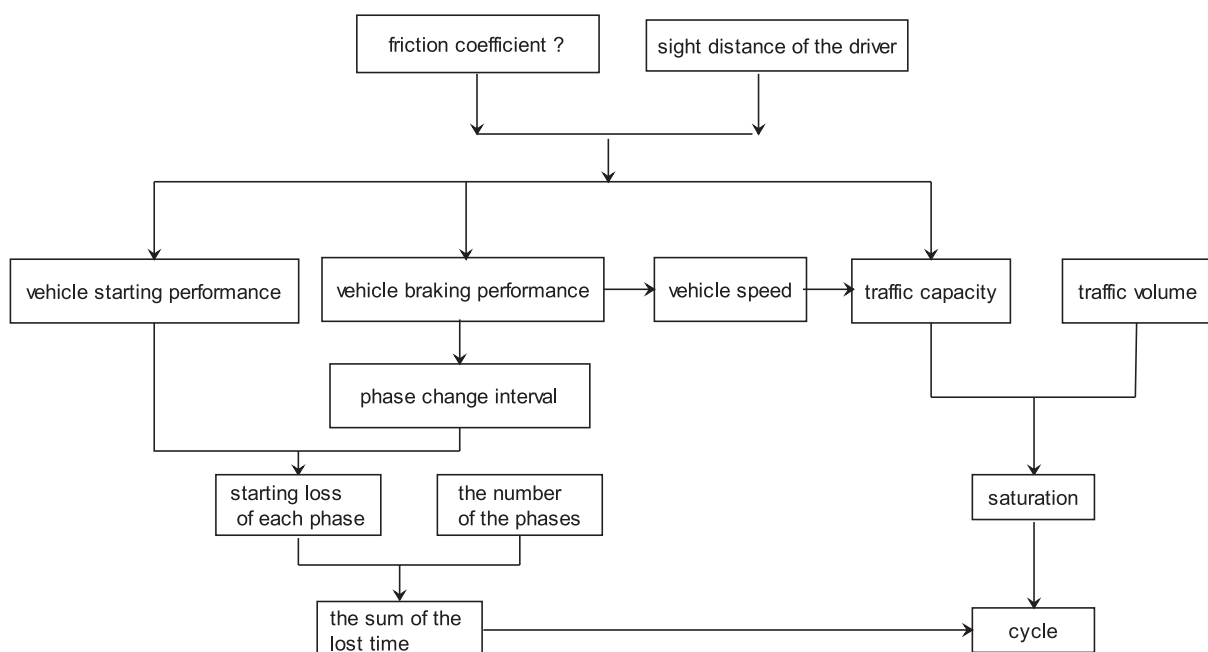 friction coefficient ?
sight distance of the driver
vehicle starting performance
vehicle braking performance
vehicle speed
traffic capacity
traffic volume
phase change interval
starting loss
of each phase
the number
of the phases
saturation
the sum of the
lost time
cycle